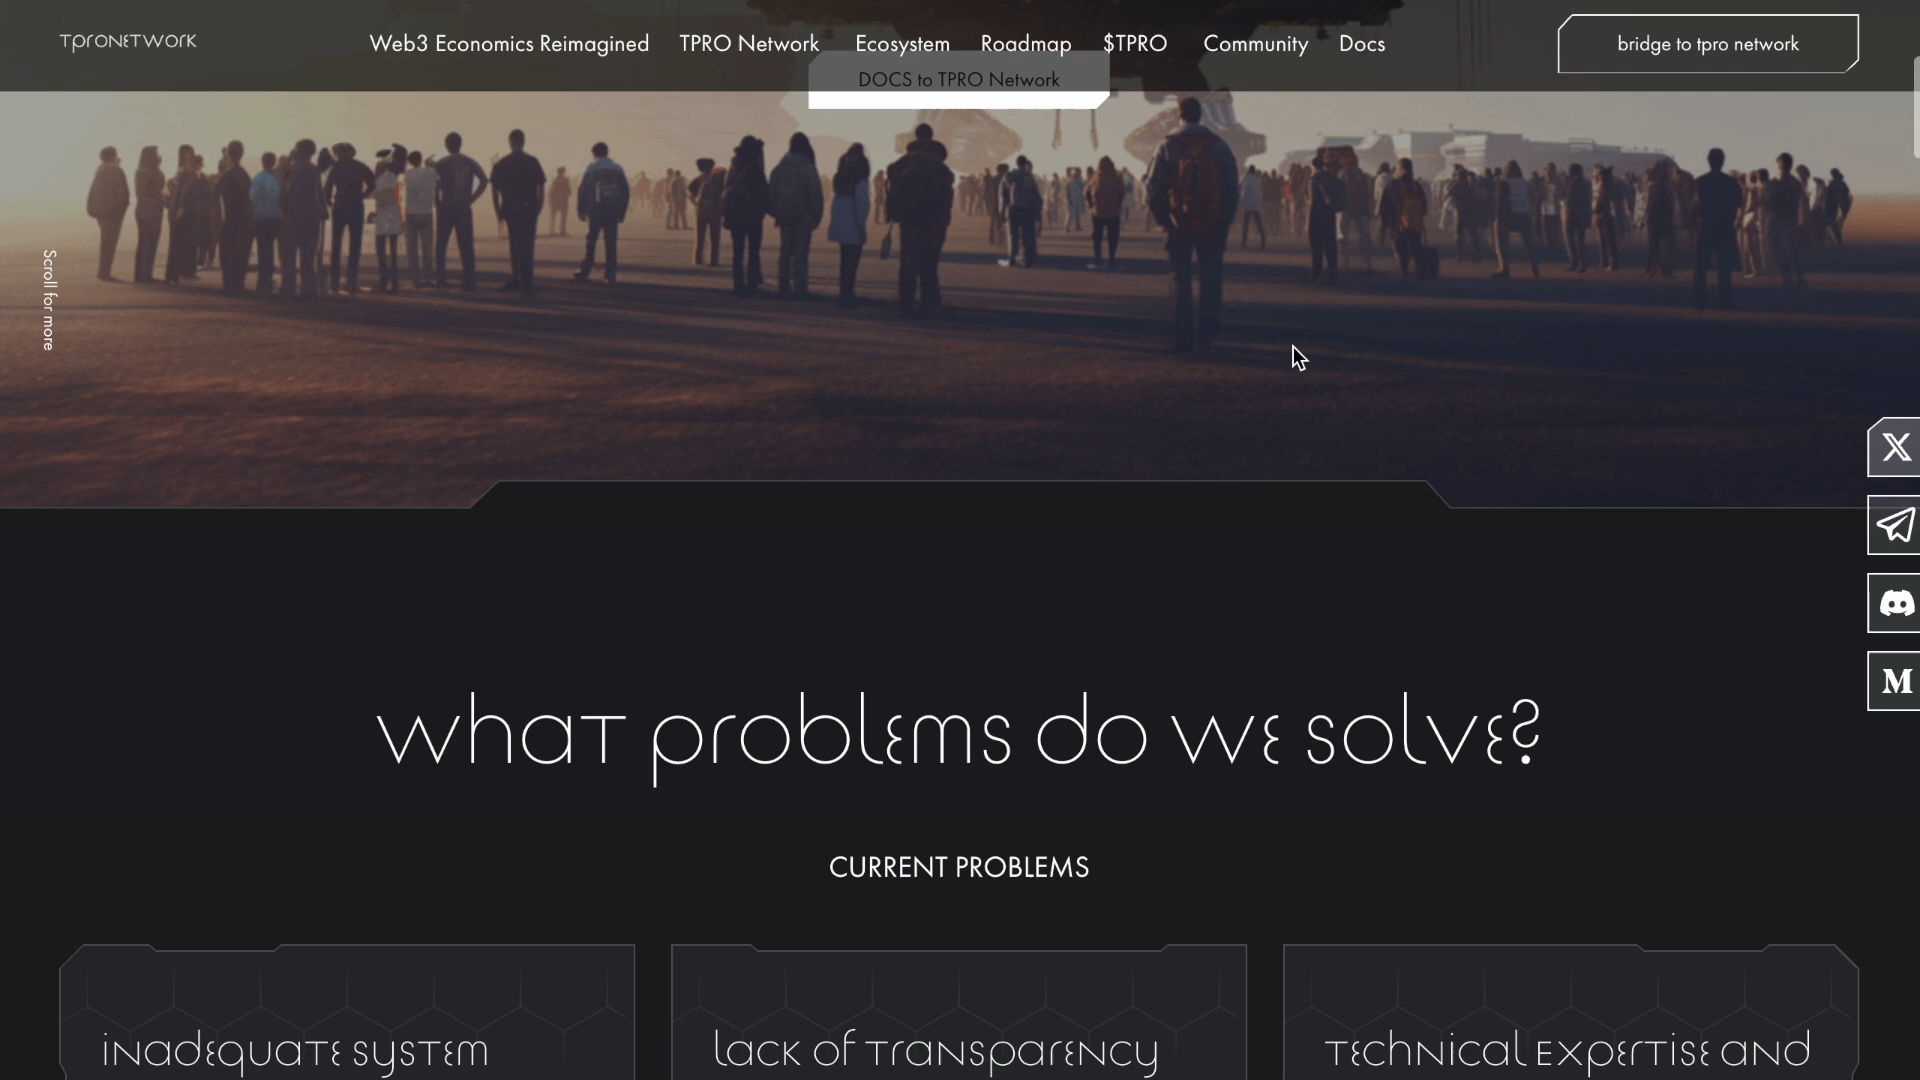 TPRONETWORK
Web3 Economics Reimagined TPRO Network Ecosystem Roadmap $TPRO Community Docs
bridge to tpro network
DOCS to TPRO Network
Scroll for more
what problems do we solve?
CURRENT PROBLEMS
inadequate system
lack of transparency
technical expertise and
M